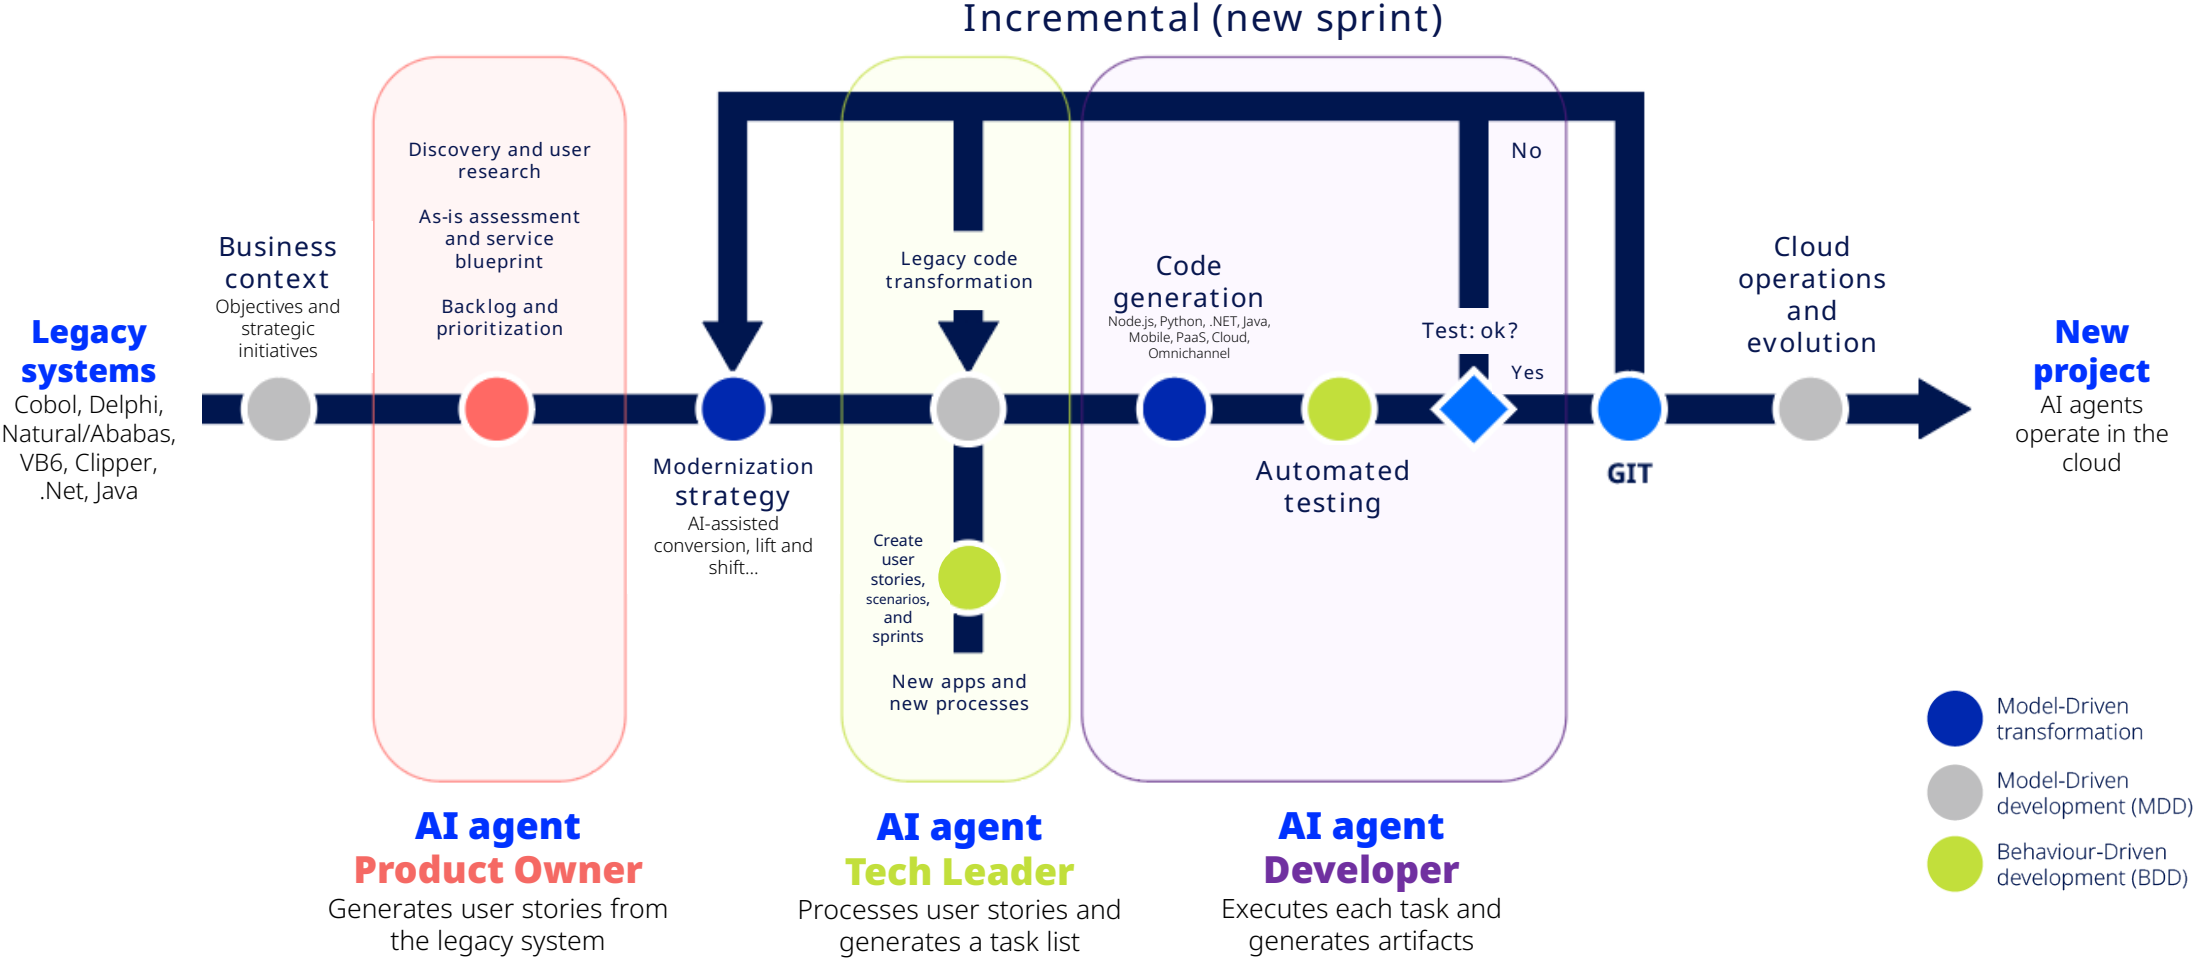 Incremental (new sprint)
Legacy
systems
Cobol, Delphi,
Natural/Ababas,
VB6, Clipper,
.Net, Java
Business
context
Objectives and
strategic
initiatives
Discovery and user
research
As-is assessment
and service
blueprint
Backlog and
prioritization
Modernization
strategy
AI-assisted
conversion, lift and
shift...
Legacy code
transformation
Create
user
stories,
scenarios,
and
sprints
New apps and
new processes
Code
generation
Node.js, Python, .NET, Java,
Mobile, PaaS, Cloud,
Omnichannel
Automated
testing
No
Test: ok?
Yes
GIT
Cloud
operations
and
evolution
New
project
AI agents
operate in the
cloud
AI agent
Product Owner
Generates user stories from
the legacy system
AI agent
Tech Leader
Processes user stories and
generates a task list
AI agent
Developer
Executes each task and
generates artifacts
Model-Driven
transformation
Model-Driven
development (MDD)
Behaviour-Driven
development (BDD)